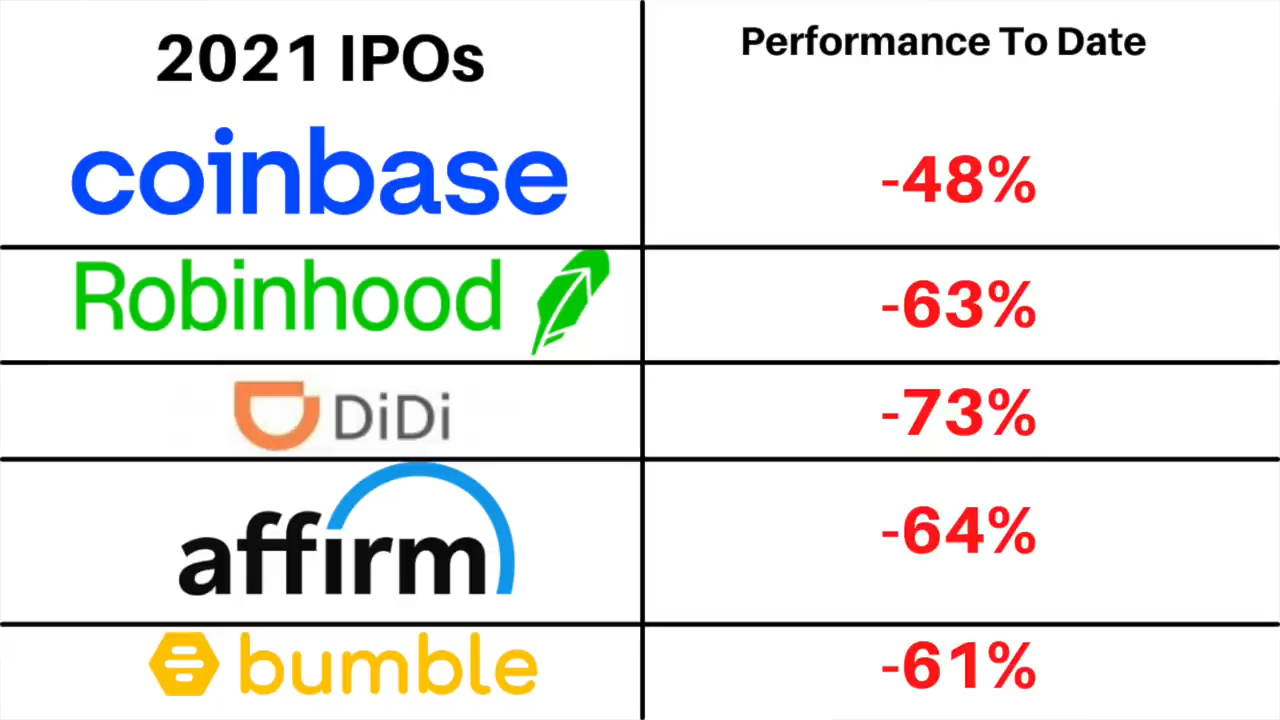 2021 IPOs
Performance To Date
coinbase
-48%
Robinhood
-63%
DiDi
-73%
affirm
-64%
bumble
-61%